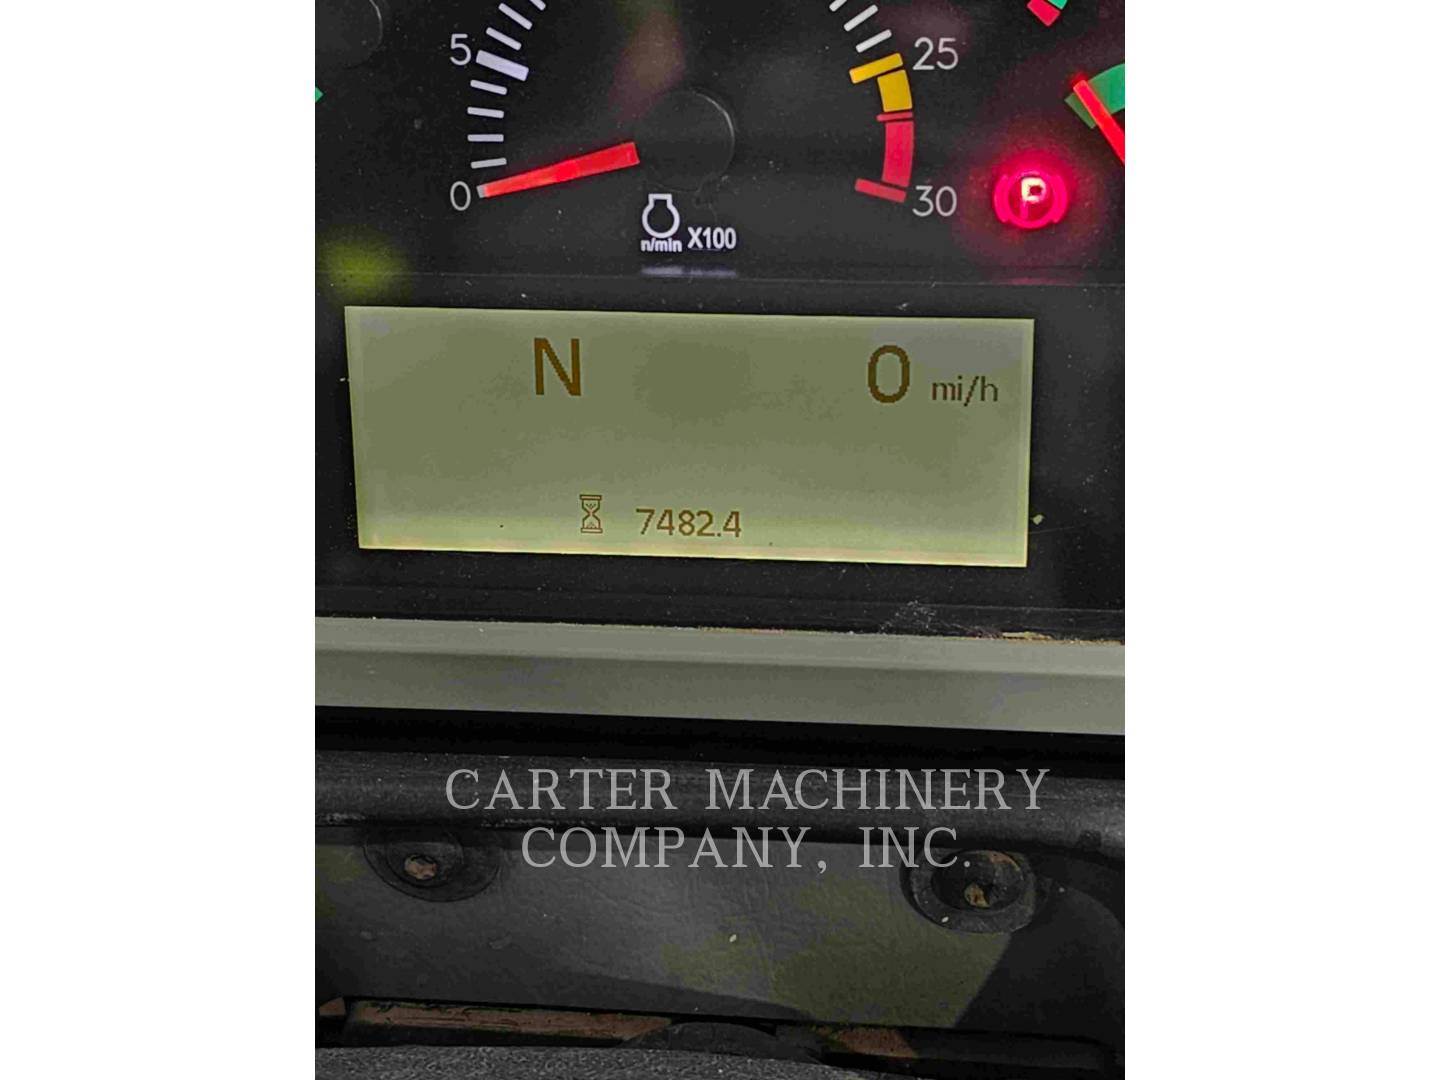 5
25
0
30
P
n/min X100
N
0 mi/h
7482.4
CARTER MACHINERY
COMPANY, INC.